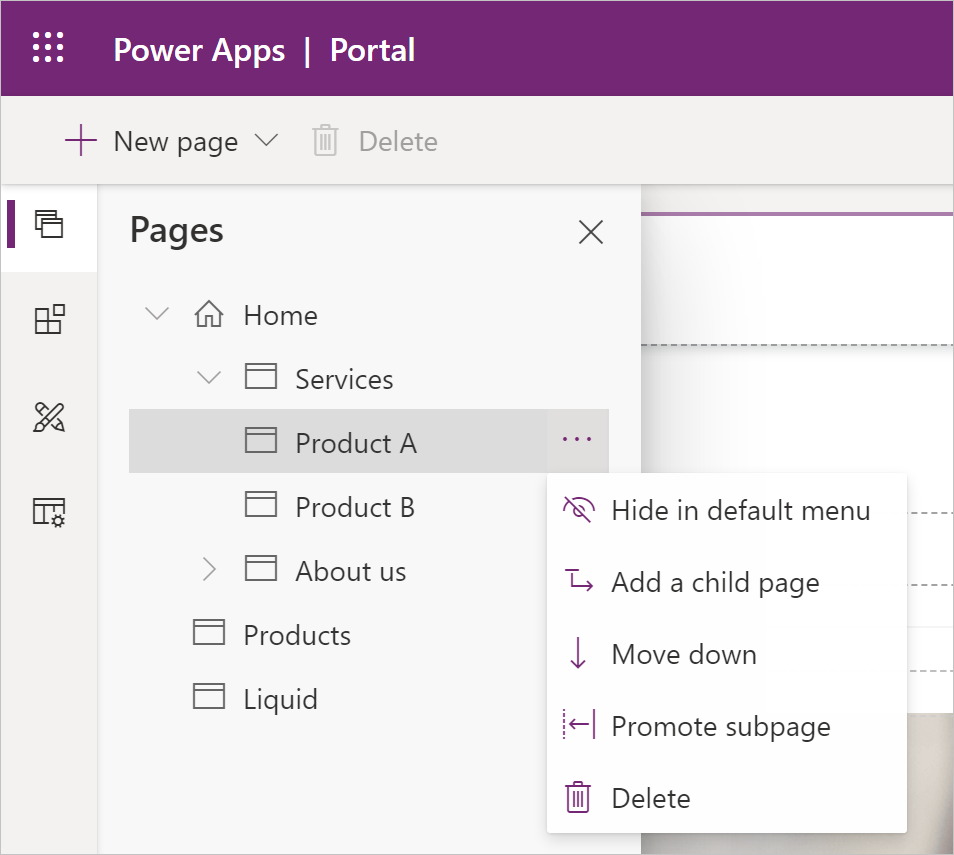 Power Apps | Portal
New page Delete
Pages
Home
Services
Product A
Product B
About us
Products
Liquid
Hide in default menu
Add a child page
Move down
Promote subpage
Delete